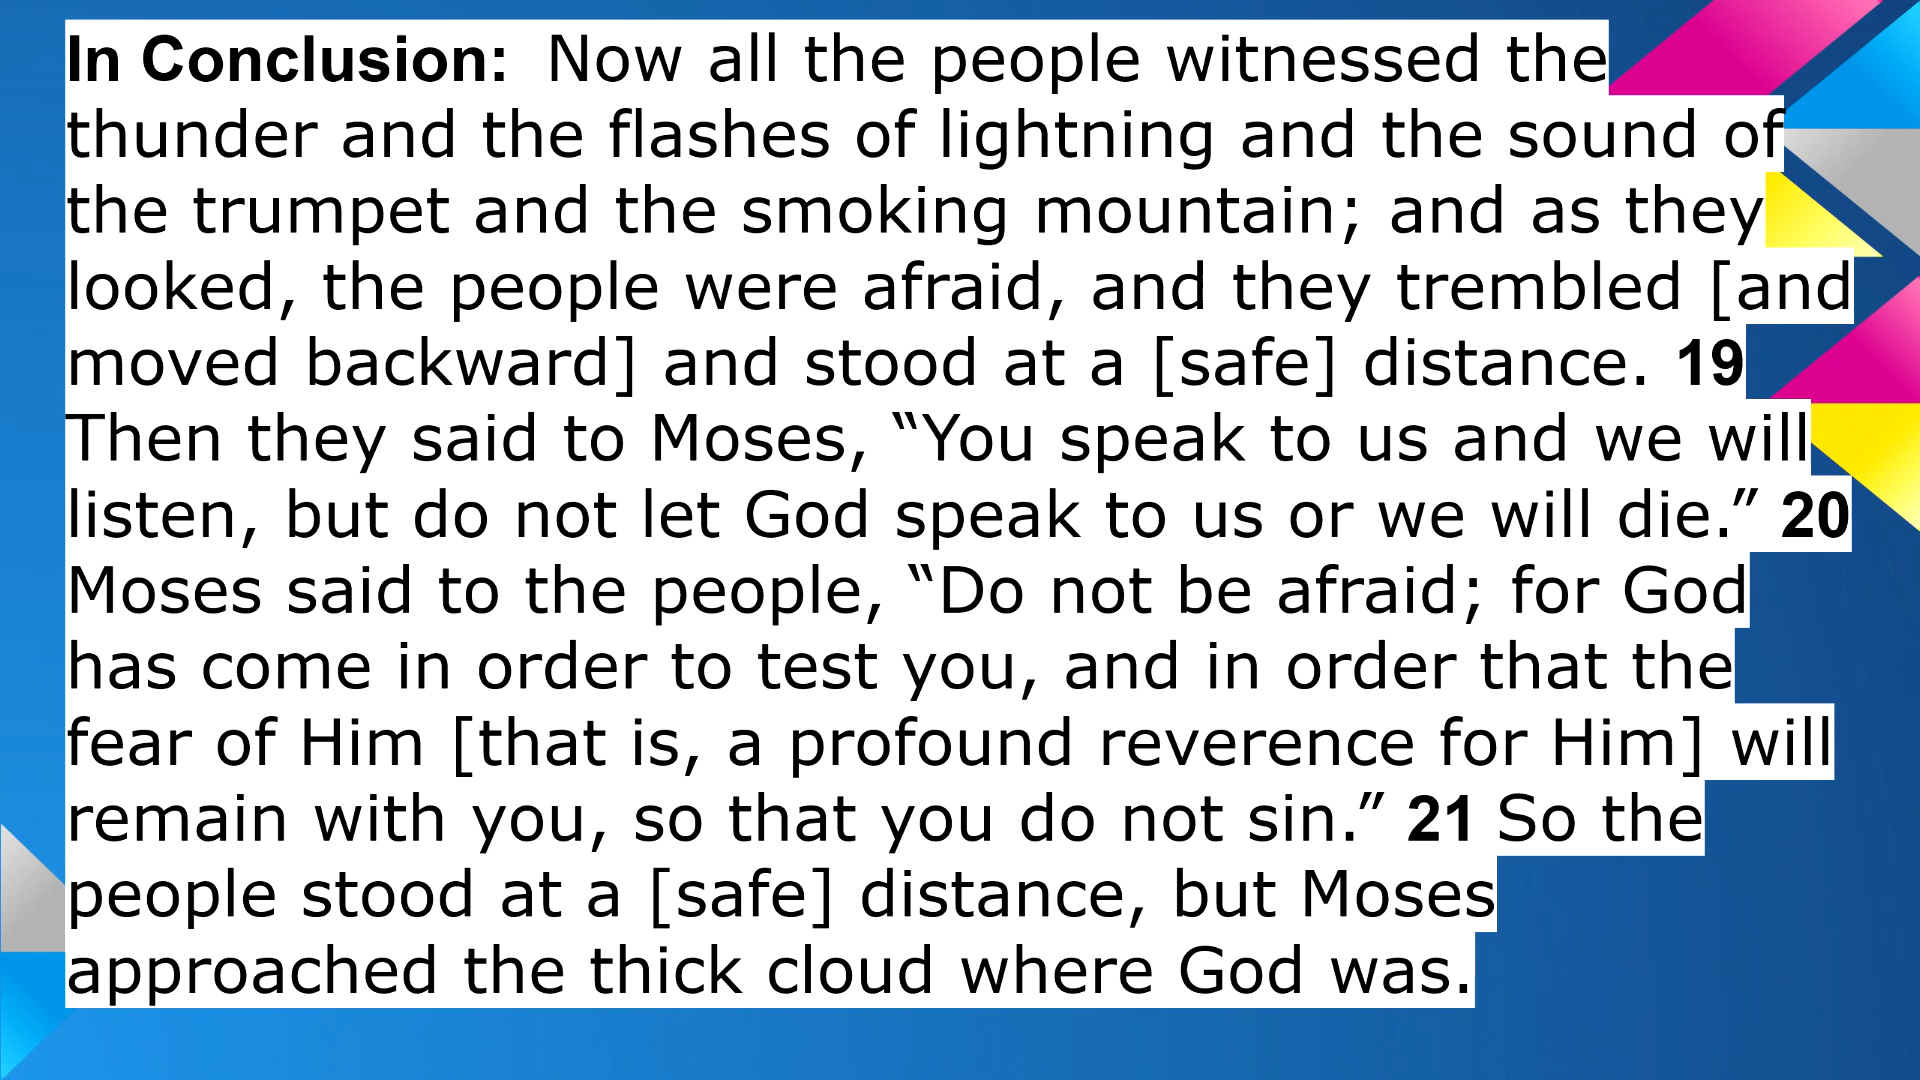 In Conclusion:  Now all the people witnessed the
thunder and the flashes of lightning and the sound of
the trumpet and the smoking mountain; and as they
looked, the people were afraid, and they trembled [and
moved backward] and stood at a [safe] distance. 19
Then they said to Moses, “You speak to us and we will
listen, but do not let God speak to us or we will die.” 20
Moses said to the people, “Do not be afraid; for God
has come in order to test you, and in order that the
fear of Him [that is, a profound reverence for Him] will
remain with you, so that you do not sin.” 21 So the
people stood at a [safe] distance, but Moses
approached the thick cloud where God was.